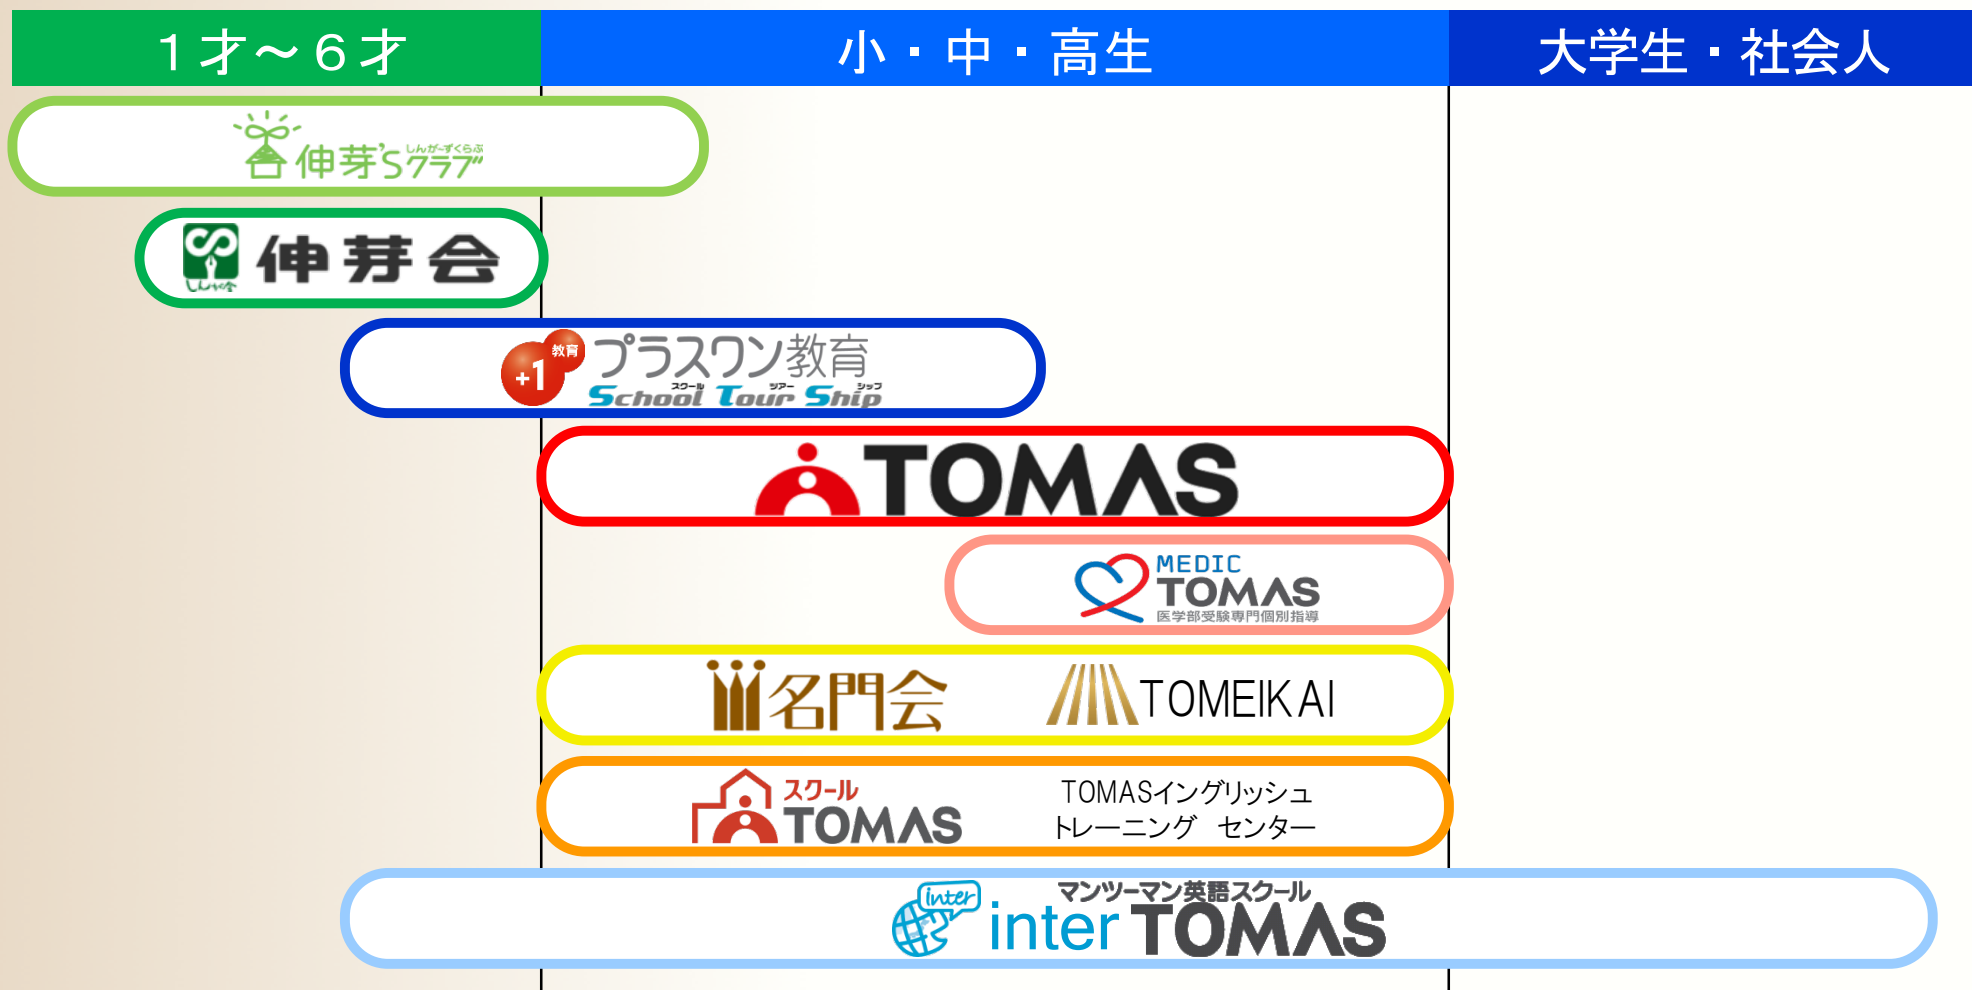 １才～６才
小・中・高生
大学生・社会人
しんが～ずくらぶ
伸芽'Sクラブ
しんが会
伸芽会
教育
+1
プラスワン教育
スクール ツアー シップ
School Tour Ship
TOMAS
MEDIC
TOMAS
医学部受験専門個別指導
名門会
TOMEIKAI
スクール
TOMAS
TOMASイングリッシュ
トレーニング　センター
inter
マンツーマン英語スクール
inter TOMAS